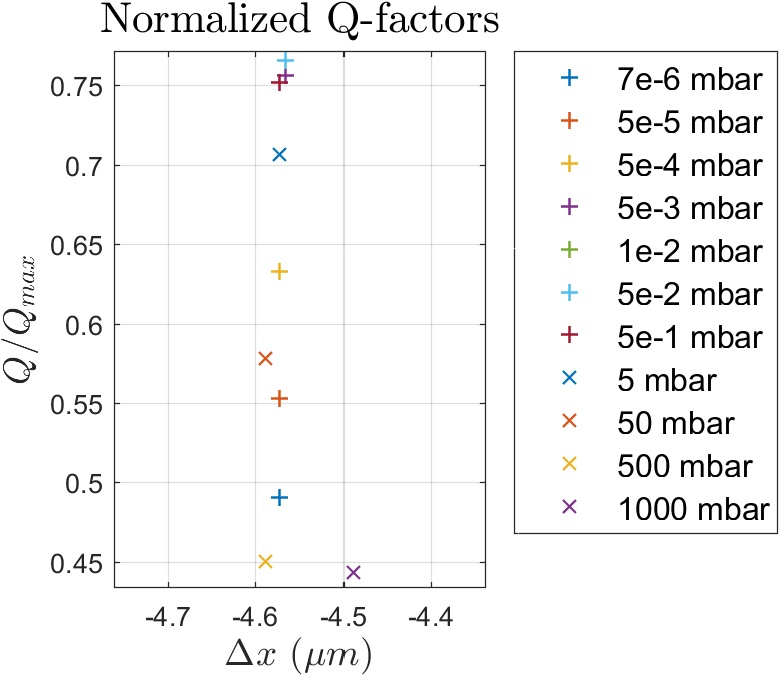 Normalized Q-factors
0.75
0.7
0.65
0.6
0.55
0.5
0.45
Q/Q_{max}
-4.7
-4.6
-4.5
-4.4
Δx (μm)
7e-6 mbar
5e-5 mbar
5e-4 mbar
5e-3 mbar
1e-2 mbar
5e-2 mbar
5e-1 mbar
5 mbar
50 mbar
500 mbar
1000 mbar